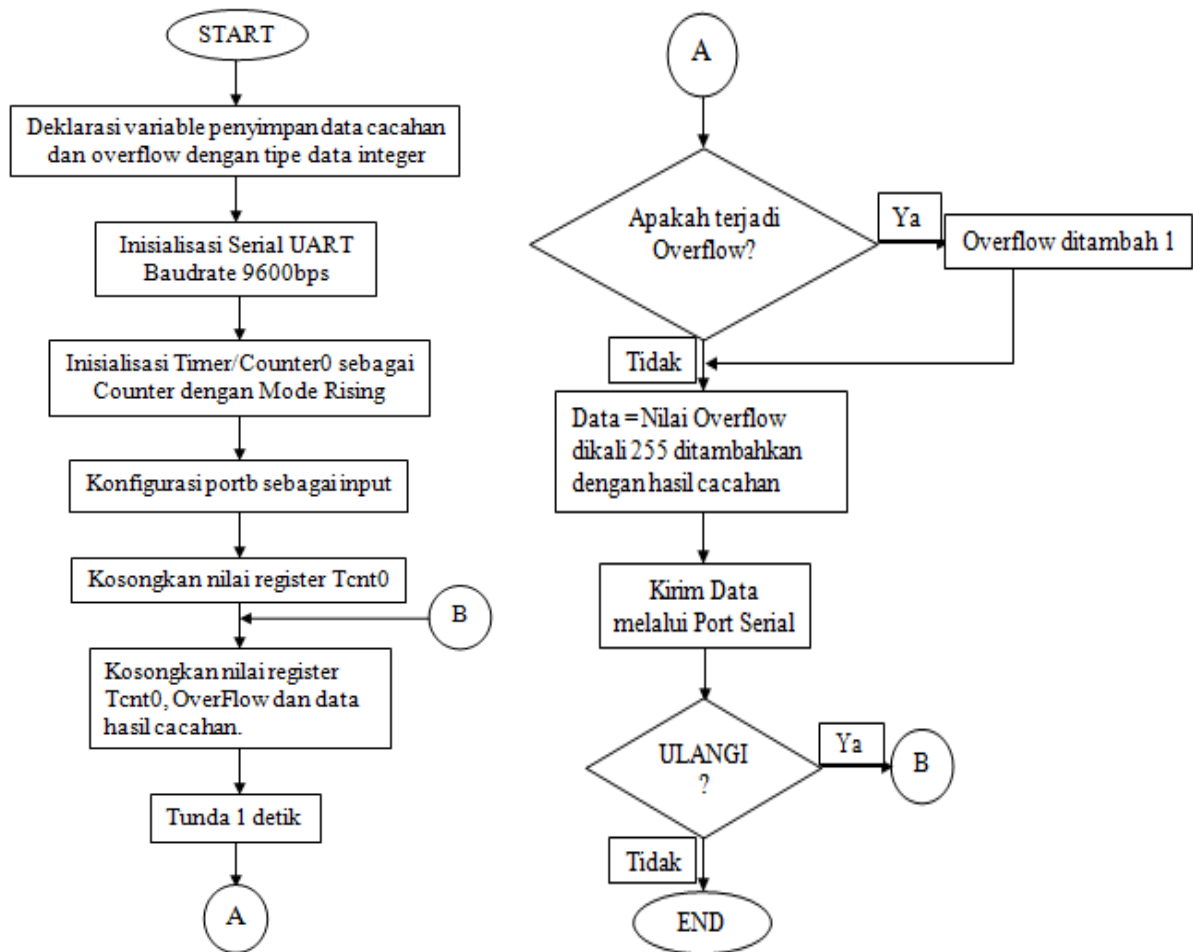 START
Deklarasi variable penyimpan data cacahan
dan overflow dengan tipe data integer
Inisialisasi Serial UART
Baudrate 9600bps
Inisialisasi Timer/Counter0 sebagai
Counter dengan Mode Rising
Konfigurasi portb sebagai input
Kosongkan nilai register Tcnt0
B
Kosongkan nilai register
Tcnt0, OverFlow dan data
hasil cacahan.
Tunda 1 detik
A
A
Apakah terjadi
Overflow?
Ya
Overflow ditambah 1
Tidak
Data = Nilai Overflow
dikali 255 ditambahkan
dengan hasil cacahan
Kirim Data
melalui Port Serial
ULANGI
?
Ya
B
Tidak
END